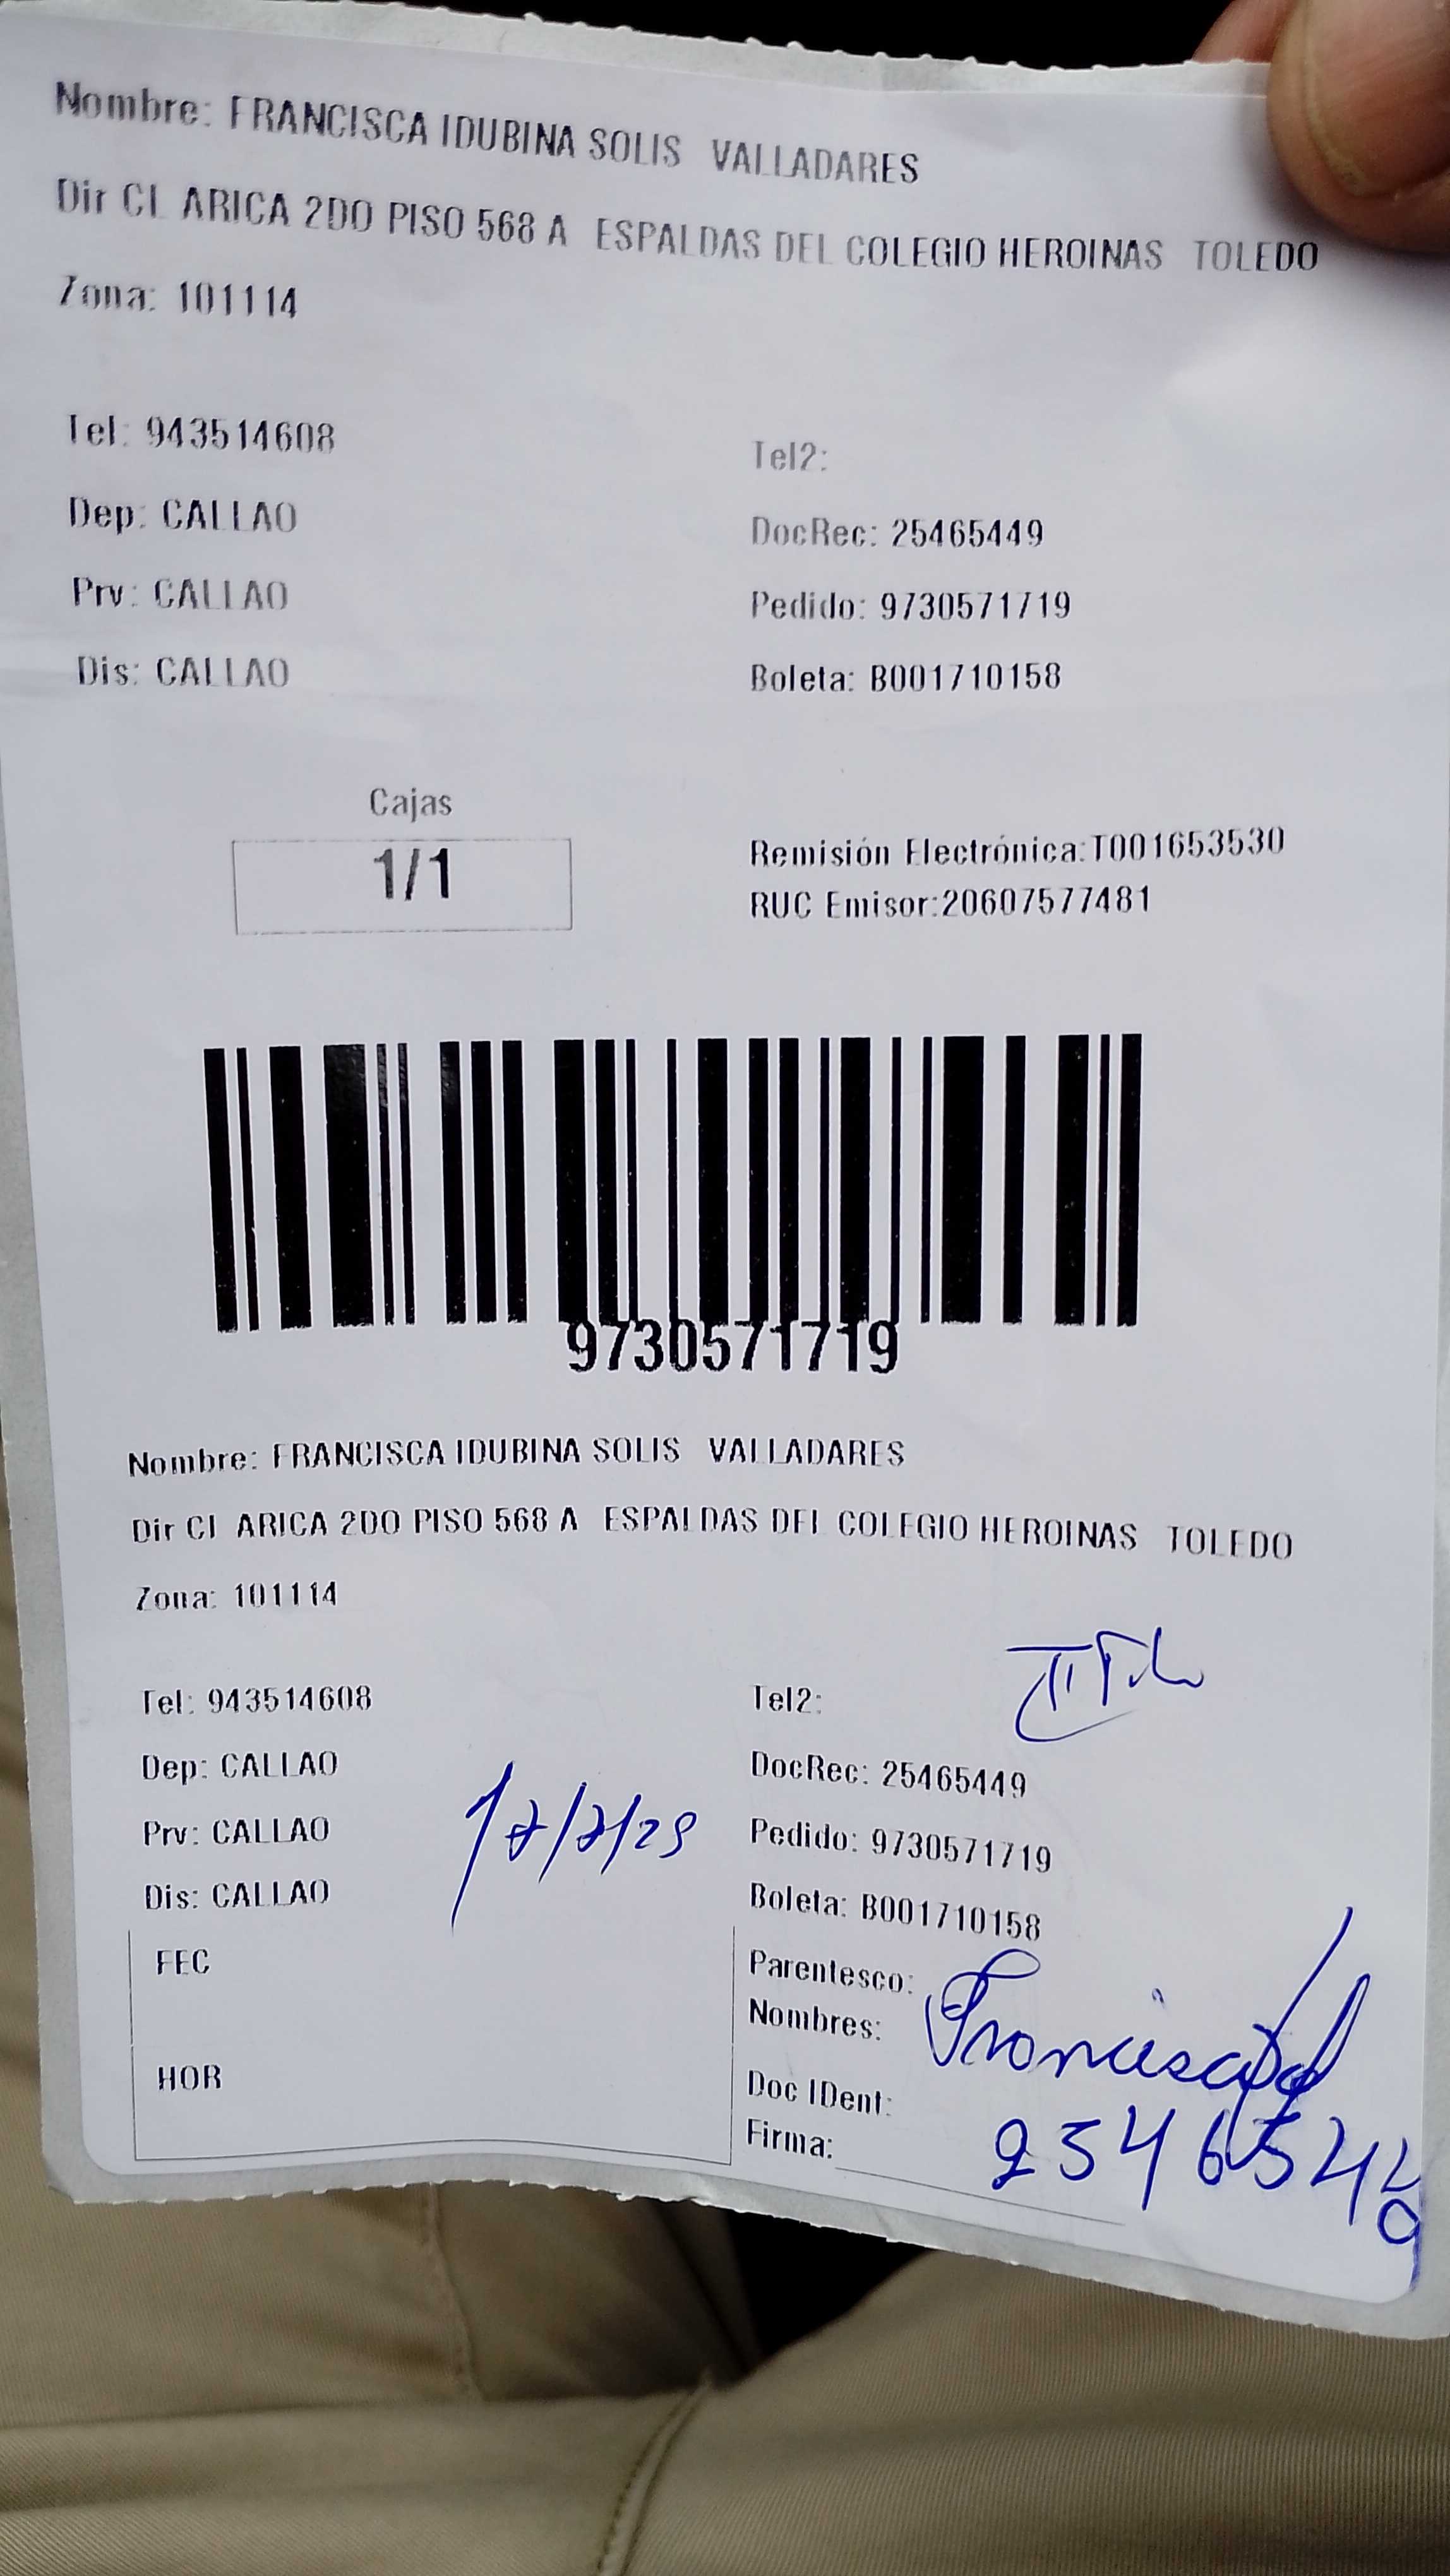 Nombre: FRANCISCA IDUBINA SOLIS VALLADARES
Dir CL ARICA 2DO PISO 568 A ESPALDAS DEL COLEGIO HEROINAS TOLEDO
Zona: 101114
Tel: 943514608
Tel2:
Dep: CALLAO
DocRec: 25465449
Prv: CALLAO
Pedido: 9730571719
Dis: CALLAO
Boleta: B001710158
Cajas
1/1
Remisión Electrónica:T001653530
RUC Emisor:20607577481
9730571719
Nombre: FRANCISCA IDUBINA SOLIS VALLADARES
Dir CL ARICA 2DO PISO 568 A ESPALDAS DEL COLEGIO HEROINAS TOLEDO
Zona: 101114
Tel: 943514608
Tel2:
Dep: CALLAO
DocRec: 25465449
Prv: CALLAO
Pedido: 9730571719
Dis: CALLAO
Boleta: B001710158
FEC
Parentesco:
Nombres: Francisca
HOR
Doc IDent: 25465449
Firma: